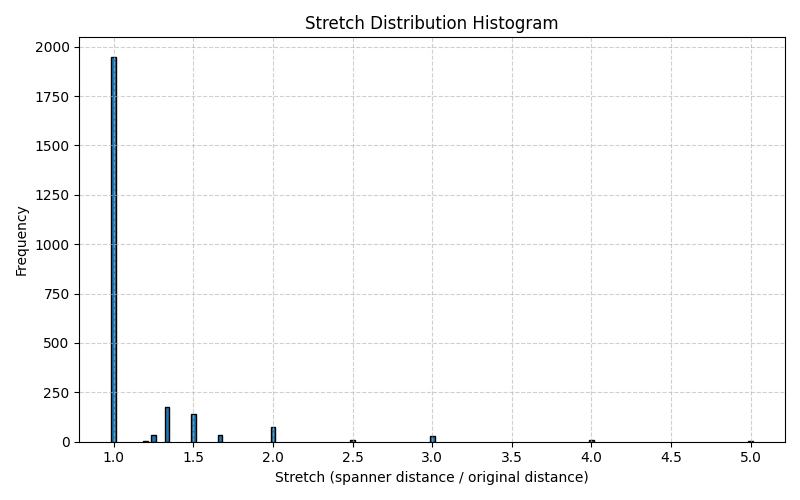 Stretch Distribution Histogram
2000
1750
1500
1250
1000
750
500
250
0
Frequency
1.0 1.5 2.0 2.5 3.0 3.5 4.0 4.5 5.0
Stretch (spanner distance / original distance)